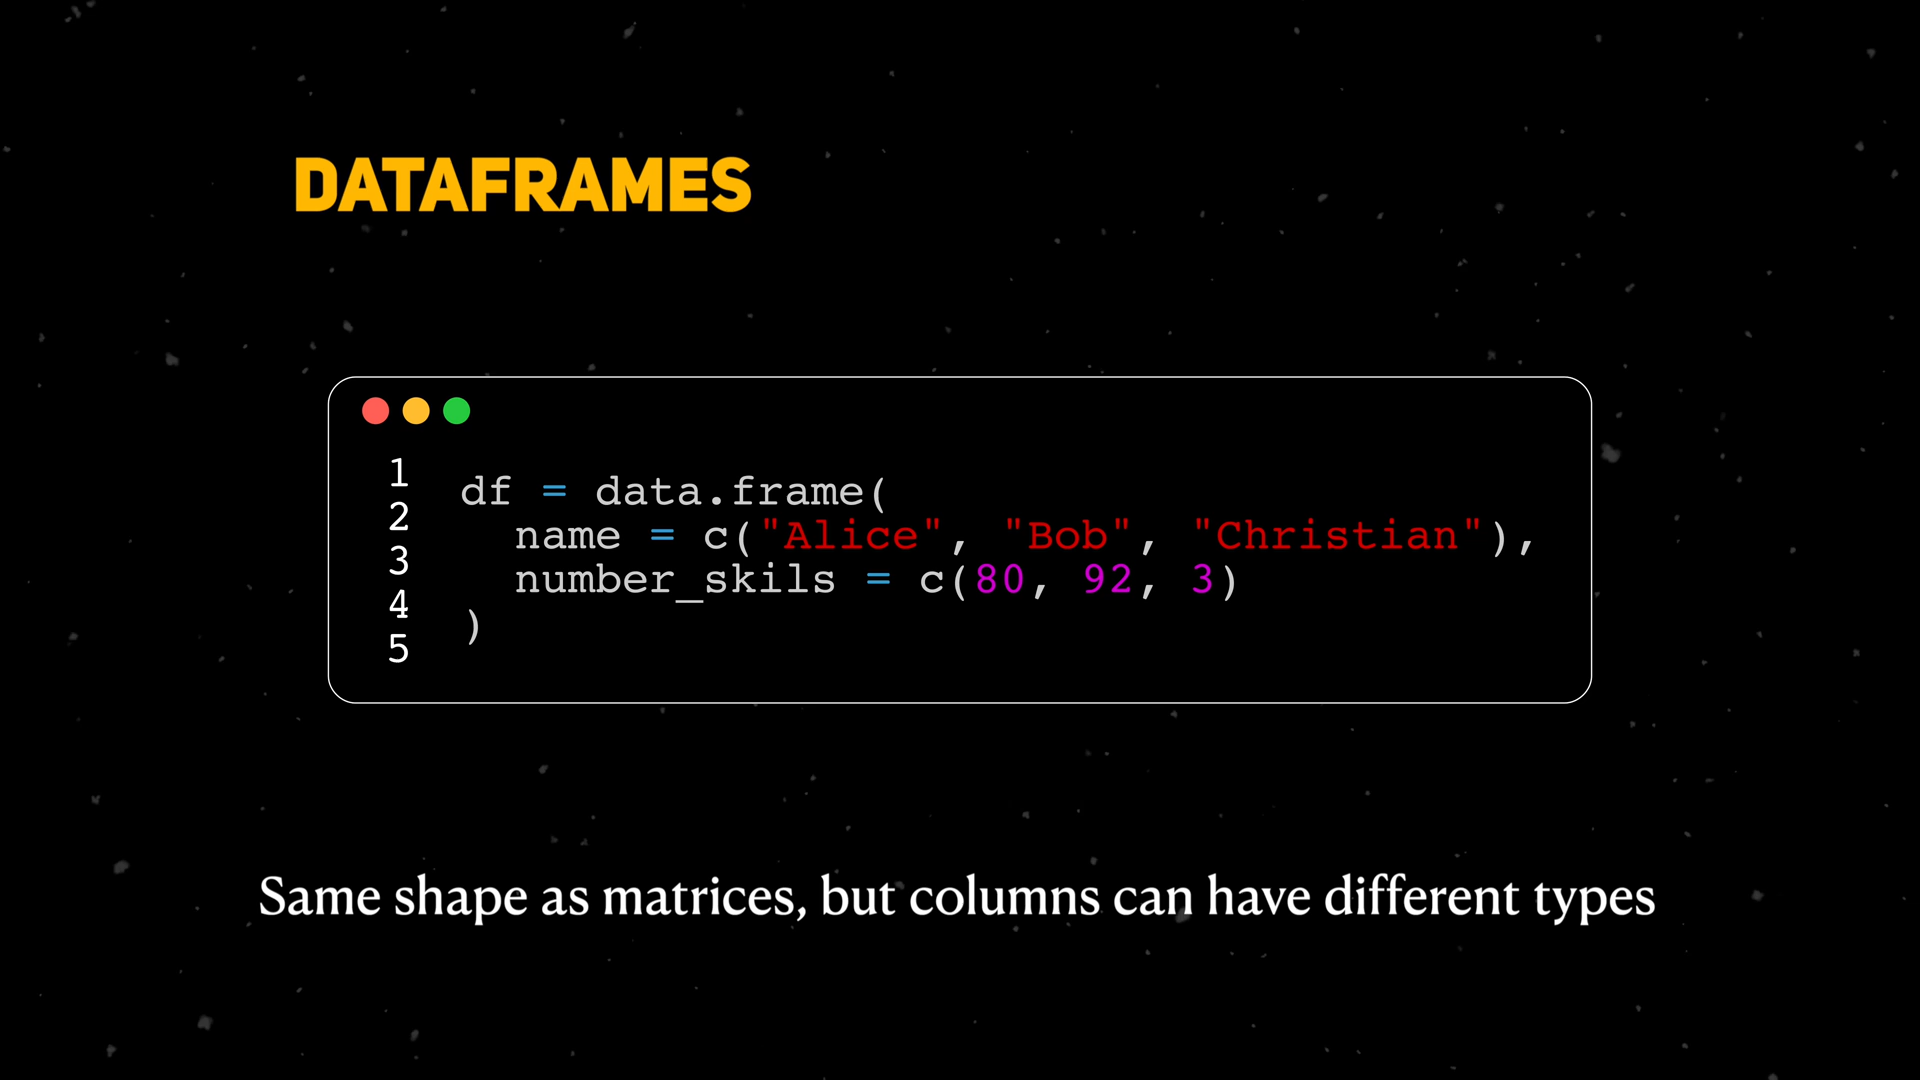 DATAFRAMES
1
2
3
4
5
df = data.frame(
name = c("Alice", "Bob", "Christian"),
number_skils = c(80, 92, 3)
)
Same shape as matrices, but columns can have different types